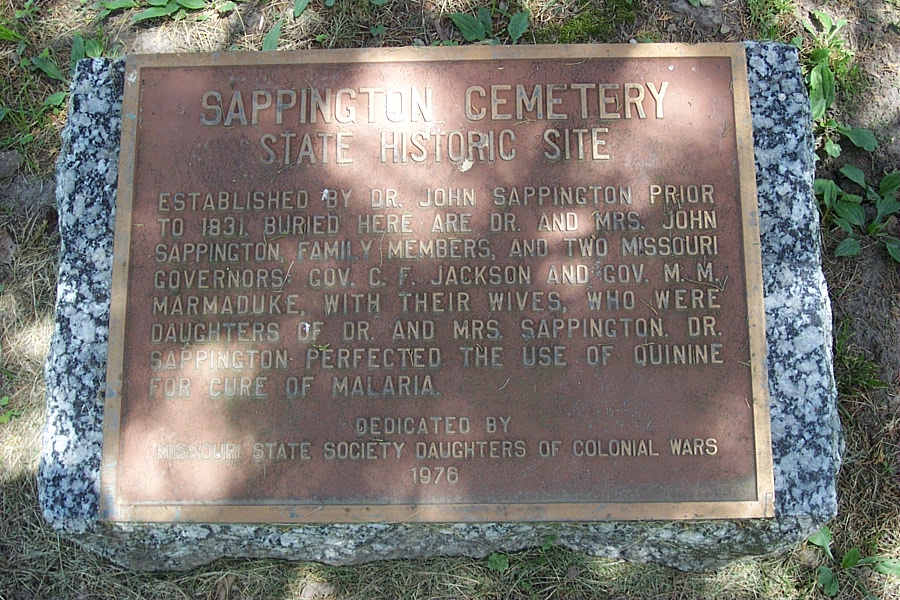 SAPPINGTON CEMETERY
STATE HISTORIC SITE
ESTABLISHED BY DR. JOHN SAPPINGTON PRIOR
TO 1831. BURIED HERE ARE DR. AND MRS. JOHN
SAPPINGTON, FAMILY MEMBERS, AND TWO MISSOURI
GOVERNORS: GOV. C. F. JACKSON AND GOV. M. M.
MARMADUKE, WITH THEIR WIVES, WHO WERE
DAUGHTERS OF DR. AND MRS. SAPPINGTON. DR.
SAPPINGTON PERFECTED THE USE OF QUININE
FOR CURE OF MALARIA.
DEDICATED BY
MISSOURI STATE SOCIETY DAUGHTERS OF COLONIAL WARS
1976